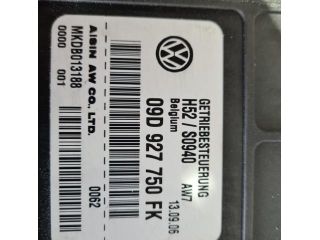 GETRIEBESTEUERUNG
H52 / S0940 AW7
Belgium 13.09.06
09D 927 750 FK
0062
AISIN AW CO., LTD.
MKDB013188
0000 001